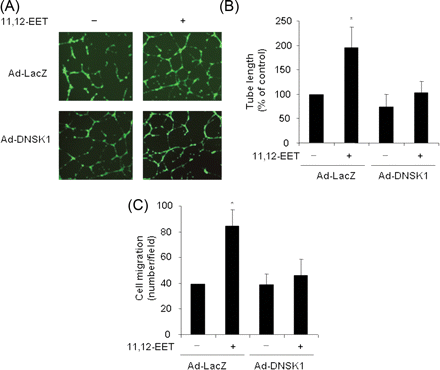 (A)
11,12-EET
–
+
Ad-LacZ
Ad-DNSK1
(B)
Tube length
(% of control)
250
200
150
100
50
0
*
11,12-EET
–
+
–
+
Ad-LacZ
Ad-DNSK1
(C)
Cell migration
(number/field)
100
80
60
40
20
0
11,12-EET
–
+
–
+
Ad-LacZ
Ad-DNSK1